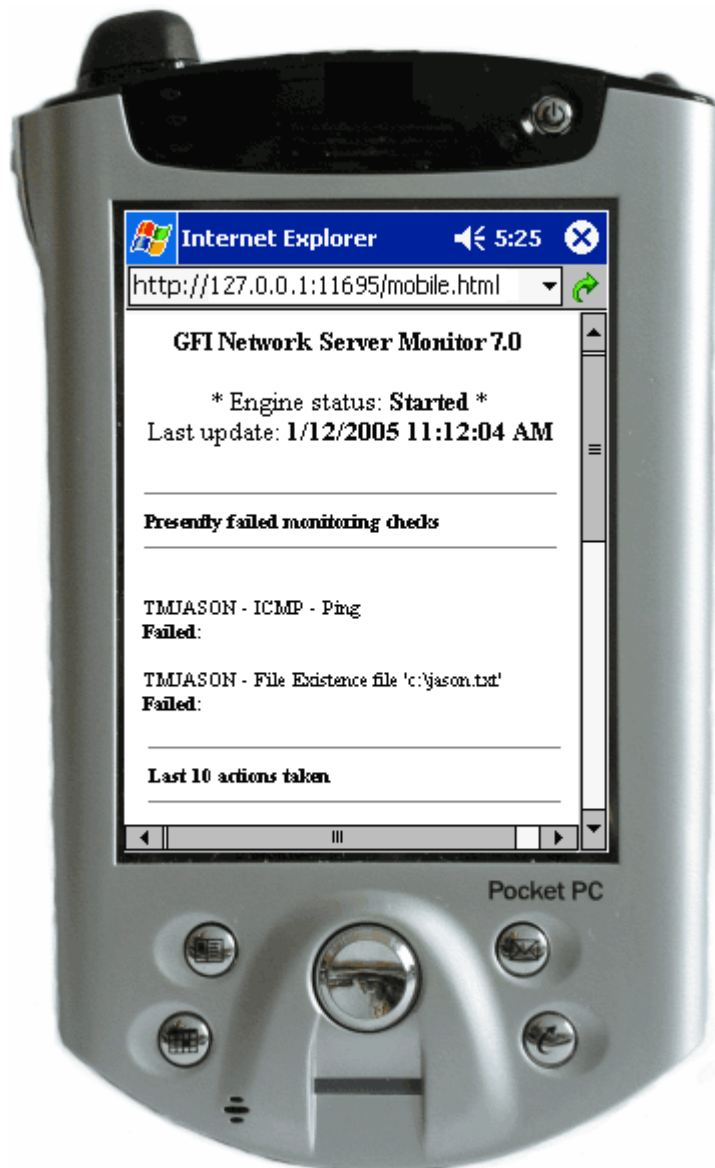 Internet Explorer 5:25
http://127.0.0.1:11695/mobile.html
GFI Network Server Monitor 7.0
* Engine status: Started *
Last update: 1/12/2005 11:12:04 AM
Presently failed monitoring checks
TMJASON - ICMP - Ping
Failed:
TMJASON - File Existence file 'c:\jason.txt'
Failed:
Last 10 actions taken
Pocket PC